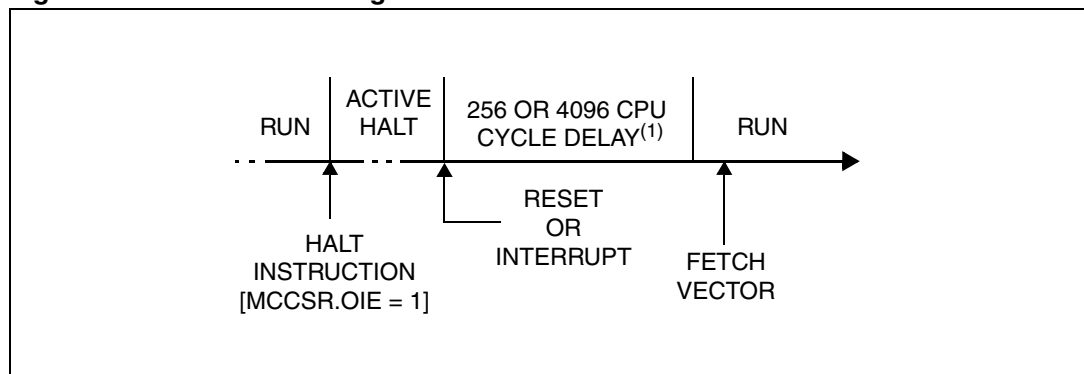 RUN
ACTIVE
HALT
256 OR 4096 CPU
CYCLE DELAY(1)
RUN
HALT
INSTRUCTION
[MCCSR.OIE = 1]
RESET
OR
INTERRUPT
FETCH
VECTOR